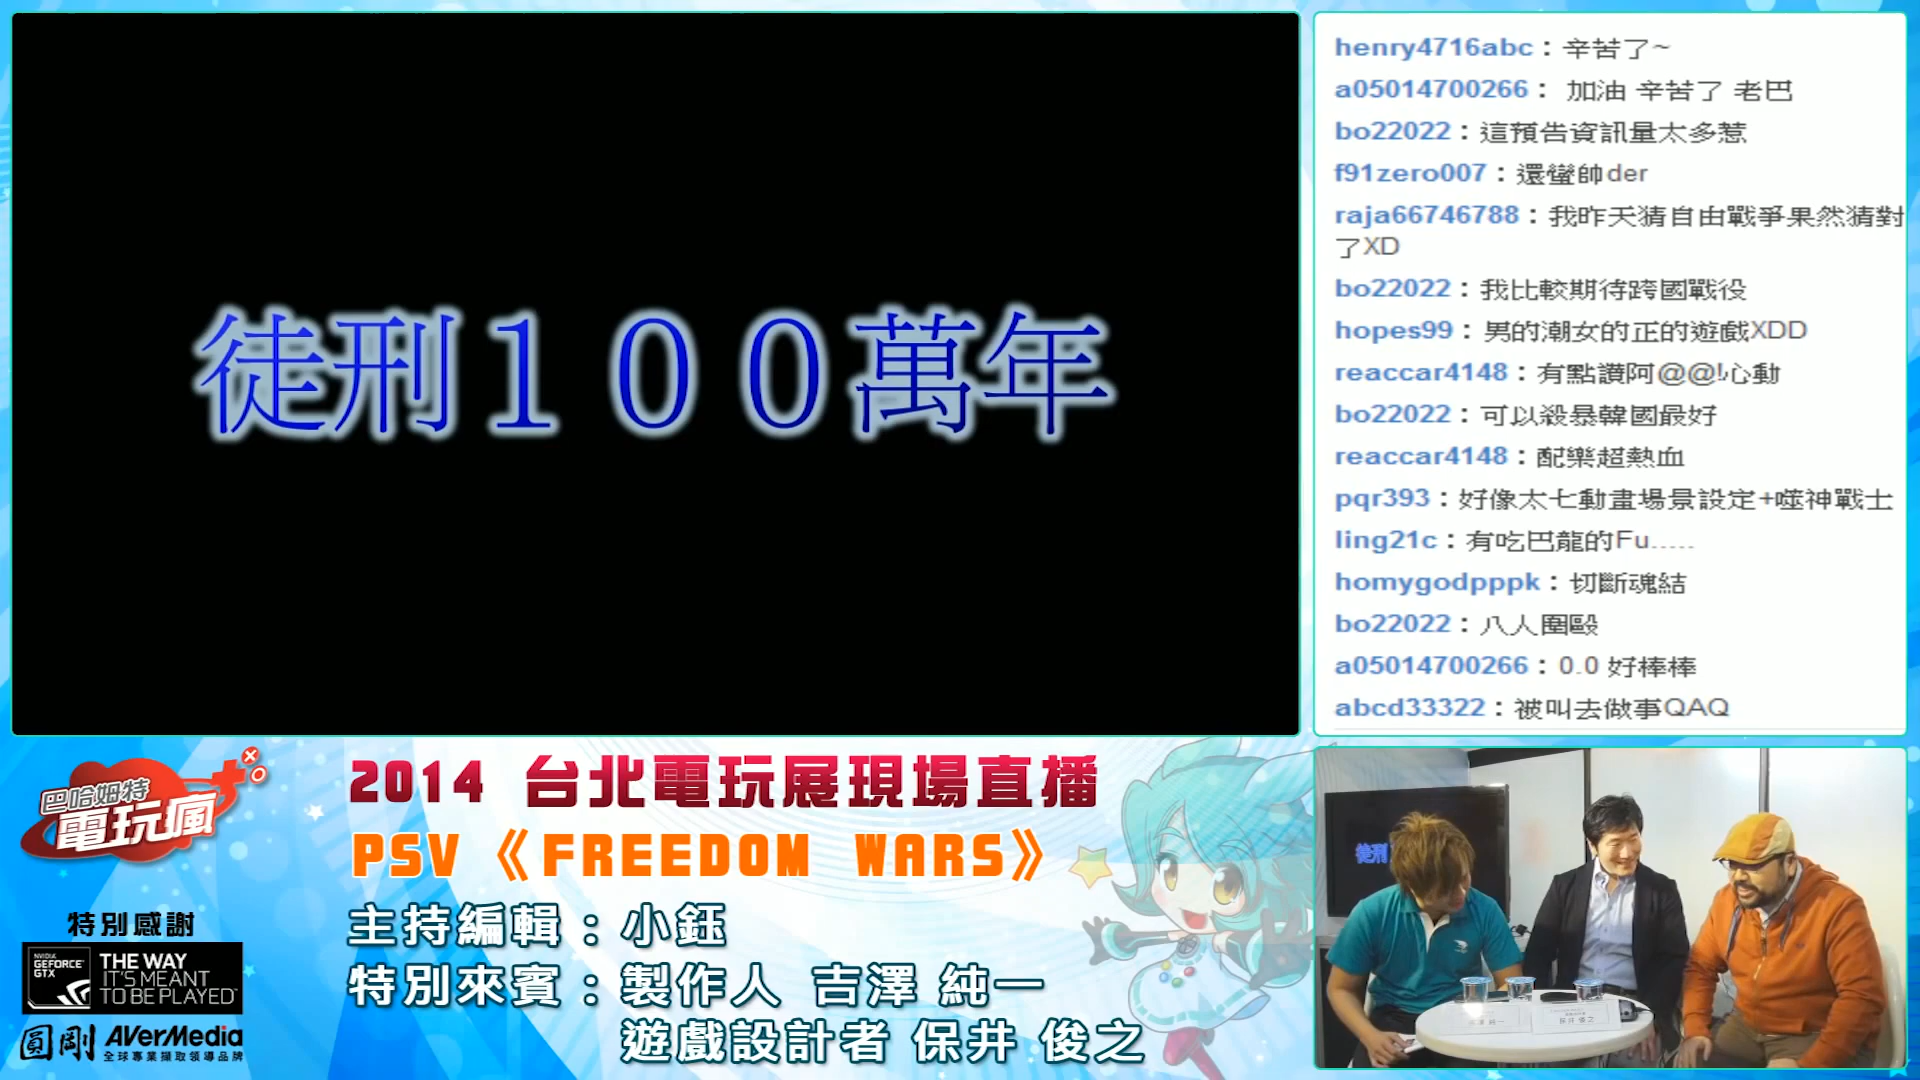 徒刑１００萬年
henry4716abc：辛苦了~
a05014700266： 加油 辛苦了 老巴
bo22022：這預告資訊量太多惹
f91zero007：還蠻帥der
raja66746788：我昨天猜自由戰爭果然猜對
了XD
bo22022：我比較期待跨國戰役
hopes99：男的潮女的正的遊戲XDD
reaccar4148：有點讚阿@@!心動
bo22022：可以殺暴韓國最好
reaccar4148：配樂超熱血
pqr393：好像太七動畫場景設定+噬神戰士
ling21c：有吃巴龍的Fu.....
homygodpppk：切斷魂結
bo22022：八人圍毆
a05014700266：0.0 好棒棒
abcd33322：被叫去做事QAQ
巴哈姆特
電玩瘋
特別感謝
NVIDIA
GEFORCE
GTX
THE WAY
IT'S MEANT
TO BE PLAYED
圓剛 AVerMedia
全球專業擷取領導品牌
2014 台北電玩展現場直播
PSV《FREEDOM WARS》
主持編輯：小鈺
特別來賓：製作人 吉澤 純一
遊戲設計者 保井 俊之
徒刑
保井 俊之